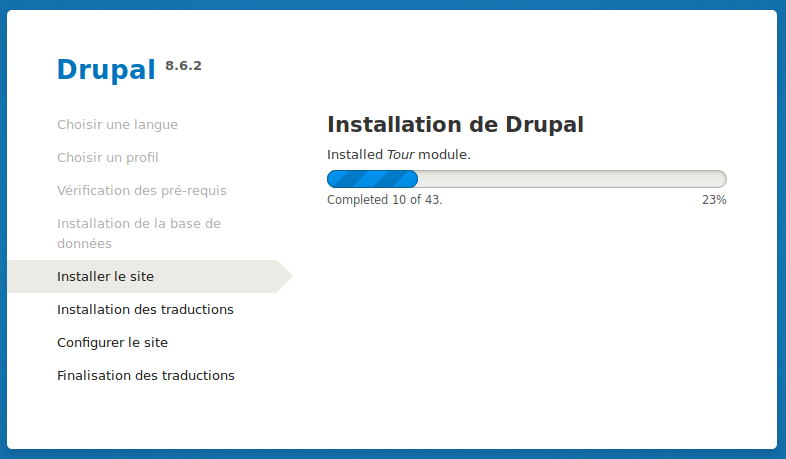 Drupal 8.6.2
Choisir une langue
Choisir un profil
Vérification des pré-requis
Installation de la base de
données
Installer le site
Installation des traductions
Configurer le site
Finalisation des traductions
Installation de Drupal
Installed Tour module.
Completed 10 of 43. 23%